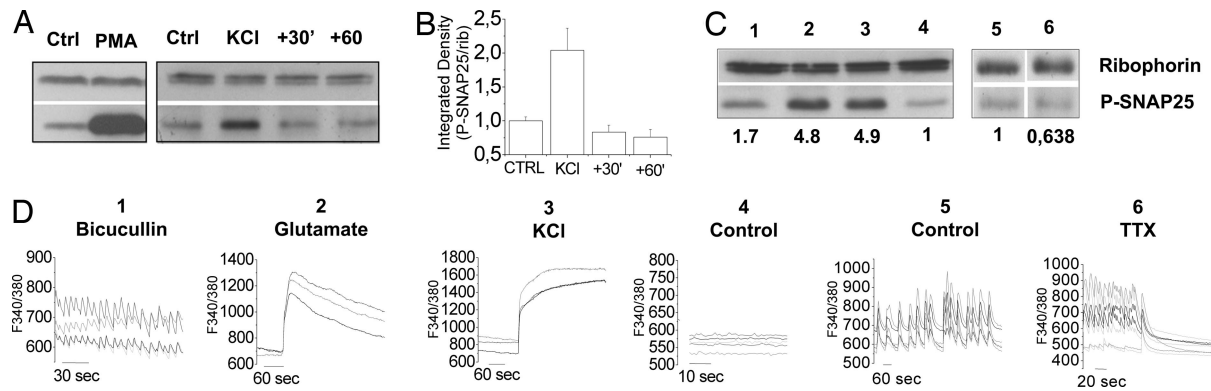 A
Ctrl PMA
Ctrl KCl +30' +60
B
Integrated Density
(P-SNAP25/rib)
2,5
2,0
1,5
1,0
0,5
CTRL KCl +30' +60'
C
1 2 3 4 5 6
Ribophorin
P-SNAP25
1.7 4.8 4.9 1 1 0,638
D
1
Bicucullin
F340/380
900
800
700
600
30 sec
2
Glutamate
F340/380
1400
1200
1000
800
600
60 sec
3
KCl
F340/380
1800
1600
1400
1200
1000
800
600
60 sec
4
Control
F340/380
800
750
700
650
600
550
500
10 sec
5
Control
F340/380
1000
900
800
700
600
500
60 sec
6
TTX
F340/380
1000
900
800
700
600
500
400
20 sec